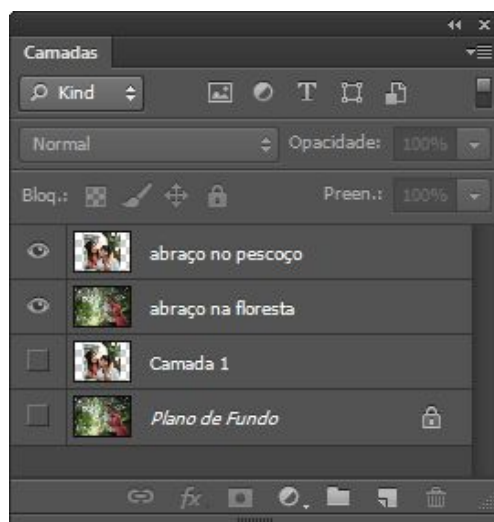 Camadas
Kind
Normal Opacidade: 100%
Bloq.: Preen.: 100%
abraço no pescoço
abraço na floresta
Camada 1
Plano de Fundo
fx